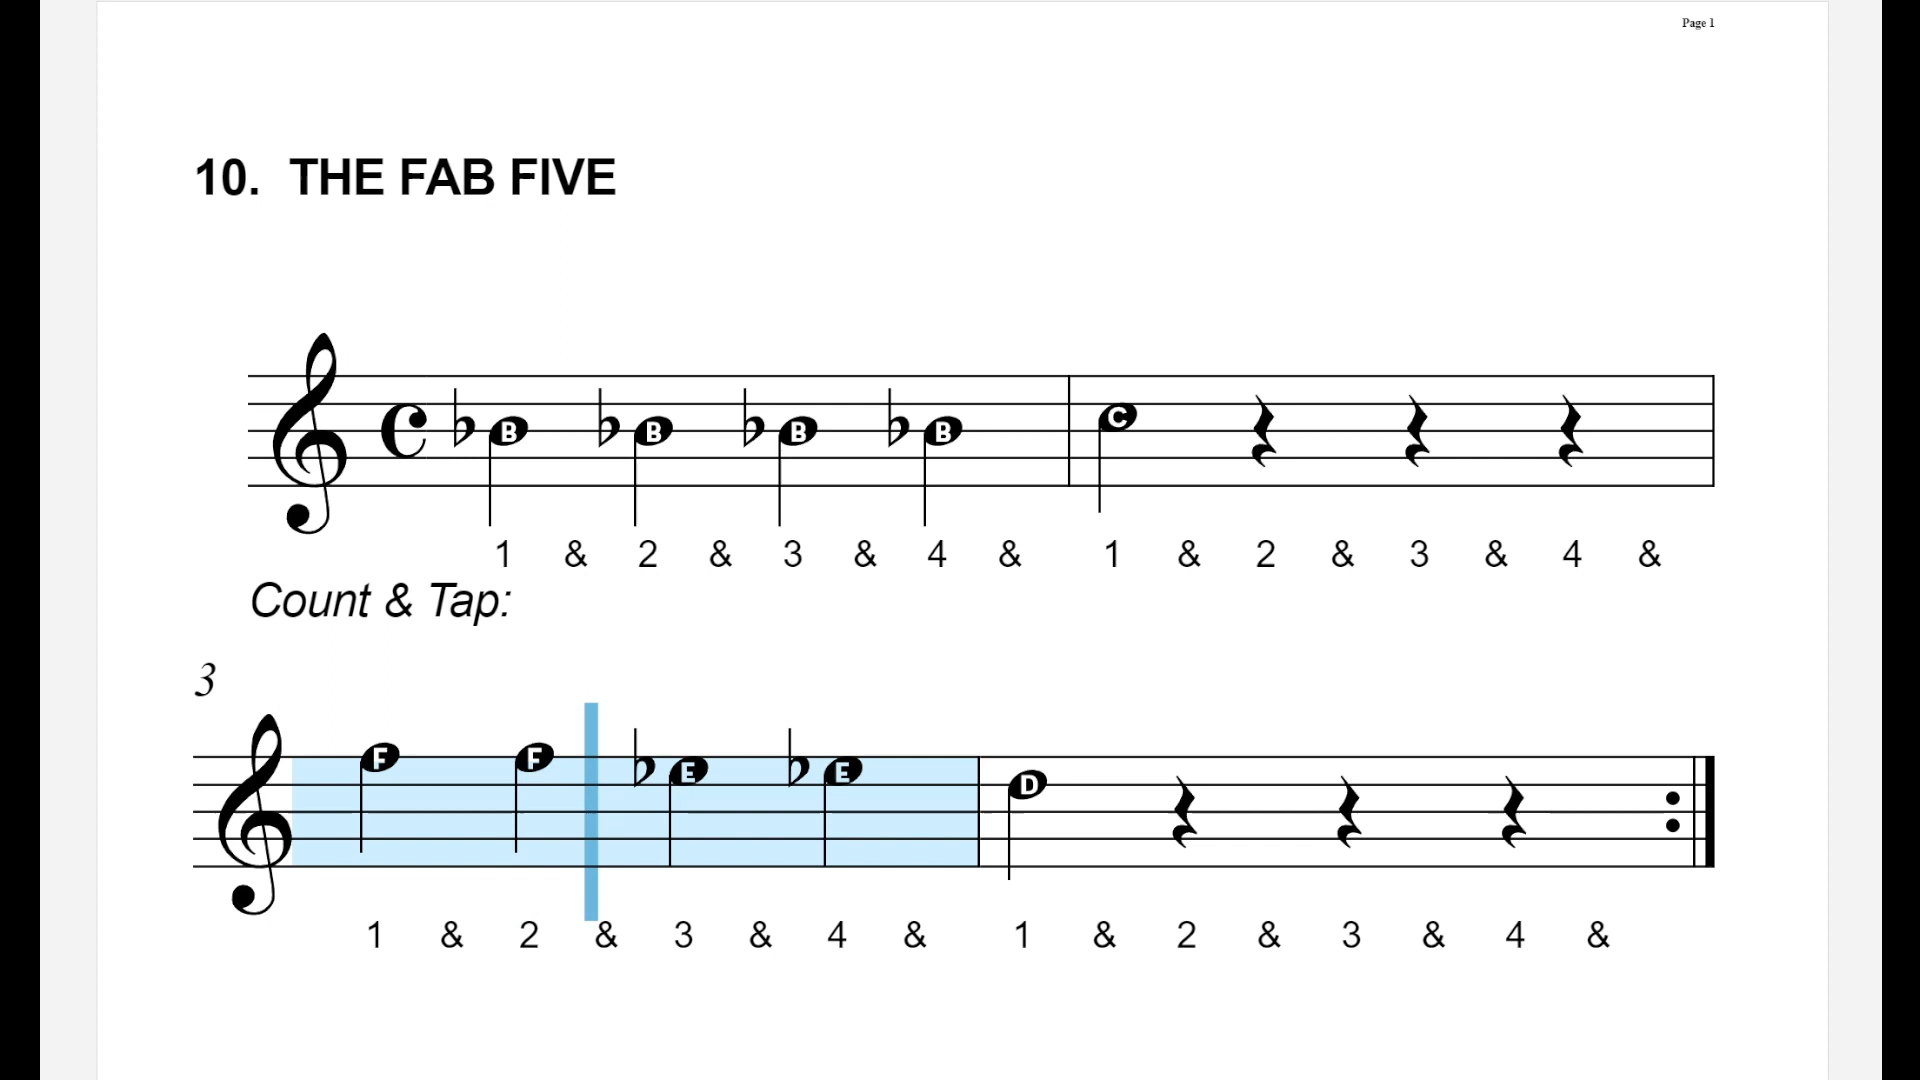 Page 1
10. THE FAB FIVE
B B B B C
1 & 2 & 3 & 4 & 1 & 2 & 3 & 4 &
Count & Tap:
3
F F E E D
1 & 2 & 3 & 4 & 1 & 2 & 3 & 4 &